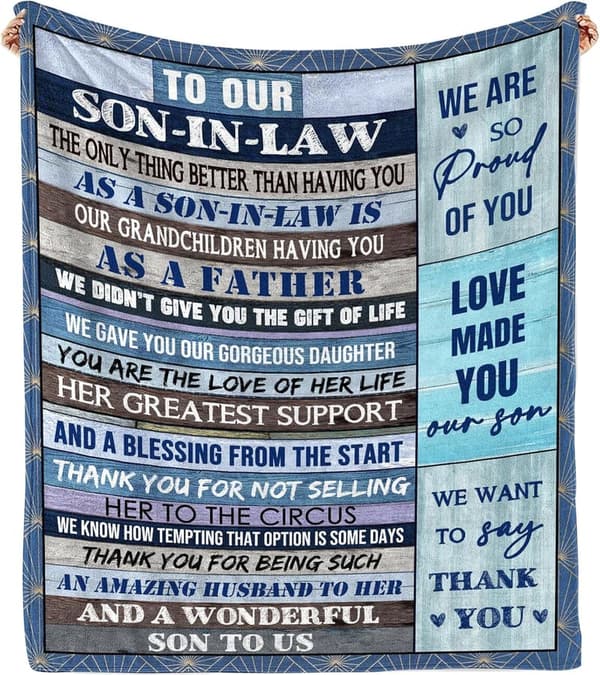 TO OUR
SON-IN-LAW
THE ONLY THING BETTER THAN HAVING YOU
AS A SON-IN-LAW IS
OUR GRANDCHILDREN HAVING YOU
AS A FATHER
WE DIDN'T GIVE YOU THE GIFT OF LIFE
WE GAVE YOU OUR GORGEOUS DAUGHTER
YOU ARE THE LOVE OF HER LIFE
HER GREATEST SUPPORT
AND A BLESSING FROM THE START
THANK YOU FOR NOT SELLING
HER TO THE CIRCUS
WE KNOW HOW TEMPTING THAT OPTION IS SOME DAYS
THANK YOU FOR BEING SUCH
AN AMAZING HUSBAND TO HER
AND A WONDERFUL
SON TO US
WE ARE
SO
Proud
OF YOU
LOVE
MADE
YOU
our son
WE WANT
TO say
THANK
YOU